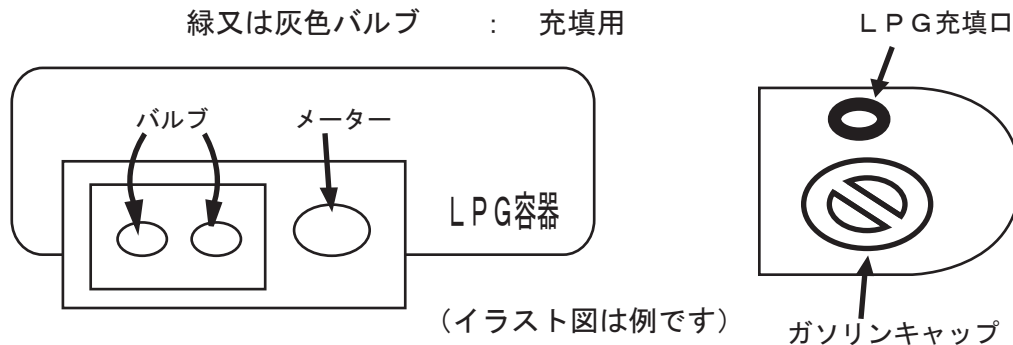 緑又は灰色バルブ　：　充填用
ＬＰＧ充填口
バルブ
メーター
ＬＰＧ容器
（イラスト図は例です）
ガソリンキャップ